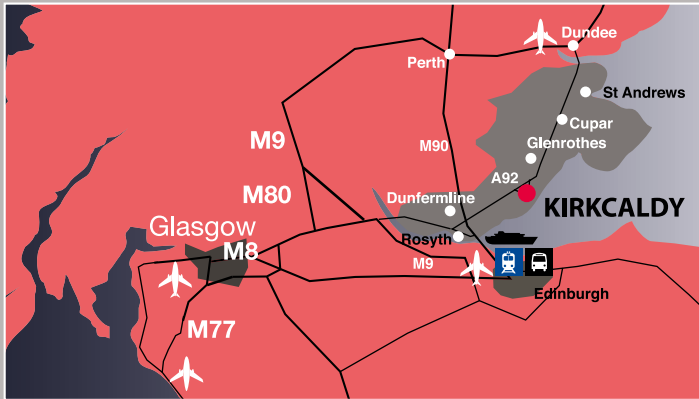 Dundee
Perth
St Andrews
Cupar
M9
M90
Glenrothes
A92
M80
Dunfermline
KIRKCALDY
Glasgow
Rosyth
M8
M9
Edinburgh
M77